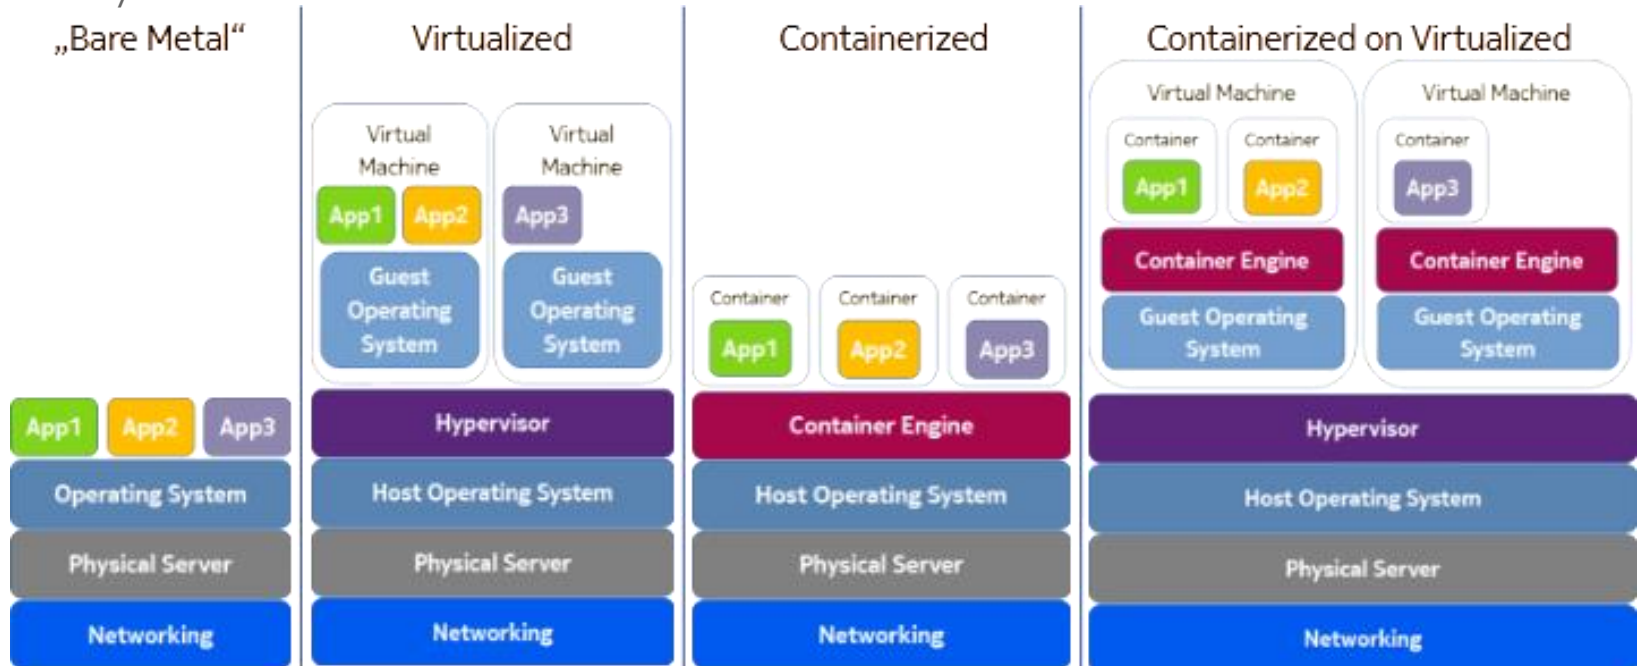 „Bare Metal“
App1 App2 App3
Operating System
Physical Server
Networking
Virtualized
Virtual
Machine
App1 App2
Guest
Operating
System
Virtual
Machine
App3
Guest
Operating
System
Hypervisor
Host Operating System
Physical Server
Networking
Containerized
Container
App1
Container
App2
Container
App3
Container Engine
Host Operating System
Physical Server
Networking
Containerized on Virtualized
Virtual Machine
Container
App1
Container
App2
Container Engine
Guest Operating
System
Virtual Machine
Container
App3
Container Engine
Guest Operating
System
Hypervisor
Host Operating System
Physical Server
Networking